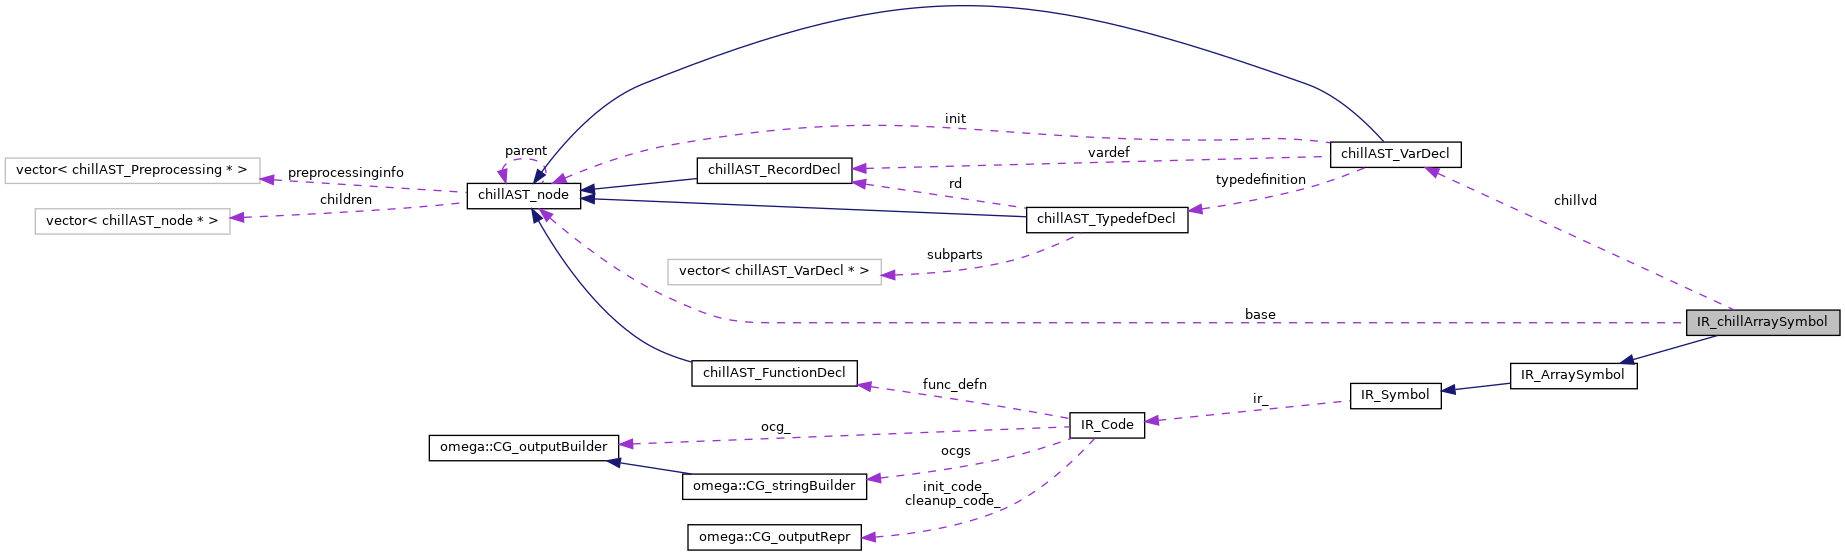 init
parent
vardef
chillAST_VarDecl
vector< chillAST_Preprocessing * >
preprocessinginfo
chillAST_RecordDecl
typedefinition
rd
chillAST_node
children
chillvd
vector< chillAST_node * >
chillAST_TypedefDecl
subparts
vector< chillAST_VarDecl * >
base
IR_chillArraySymbol
chillAST_FunctionDecl
IR_ArraySymbol
func_defn
IR_Symbol
ir_
IR_Code
ocg_
omega::CG_outputBuilder
ocgs
omega::CG_stringBuilder
init_code_
cleanup_code_
omega::CG_outputRepr